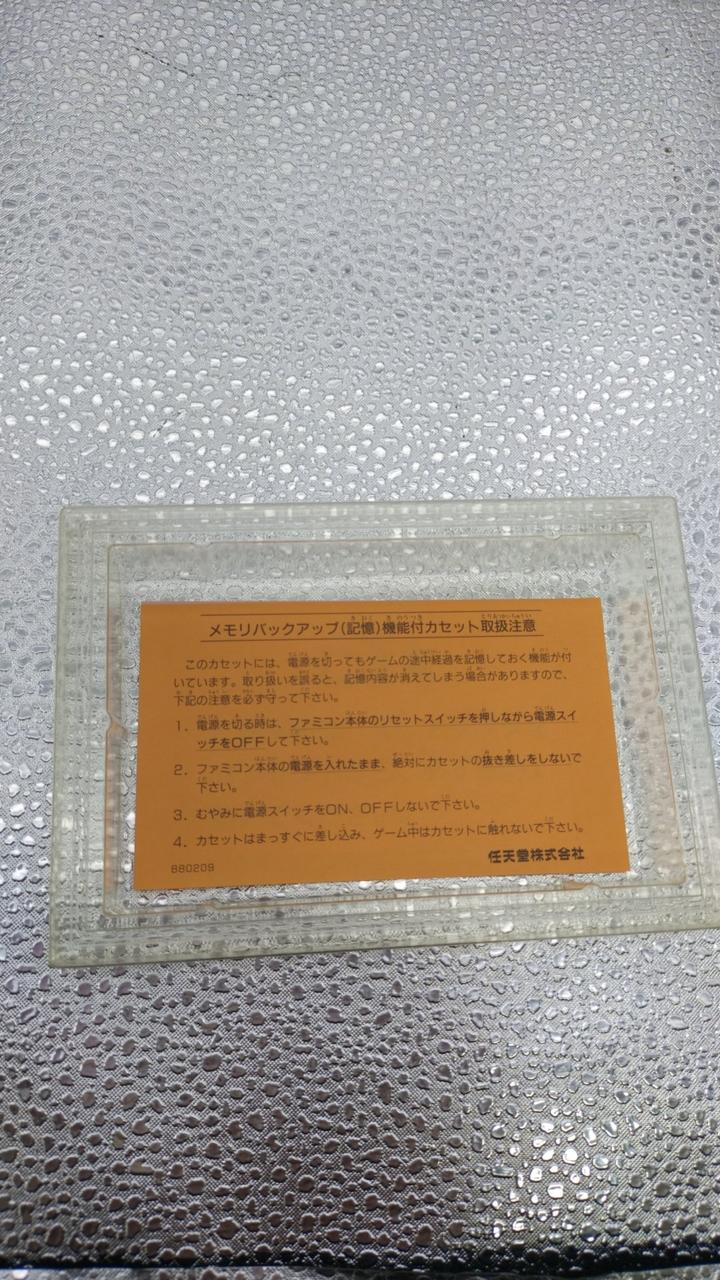 メモリバックアップ(記憶)機能付カセット取扱注意
このカセットには、電源を切ってもゲームの途中経過を記憶しておく機能が付
いています。取り扱いを誤ると、記憶内容が消えてしまう場合がありますので、
下記の注意を必ず守って下さい。
1. 電源を切る時は、ファミコン本体のリセットスイッチを押しながら電源スイ
ッチをOFFして下さい。
2. ファミコン本体の電源を入れたまま、絶対にカセットの抜き差しをしないで
下さい。
3. むやみに電源スイッチをON、OFFしないで下さい。
4. カセットはまっすぐに差し込み、ゲーム中はカセットに触れないで下さい。
880209
任天堂株式会社